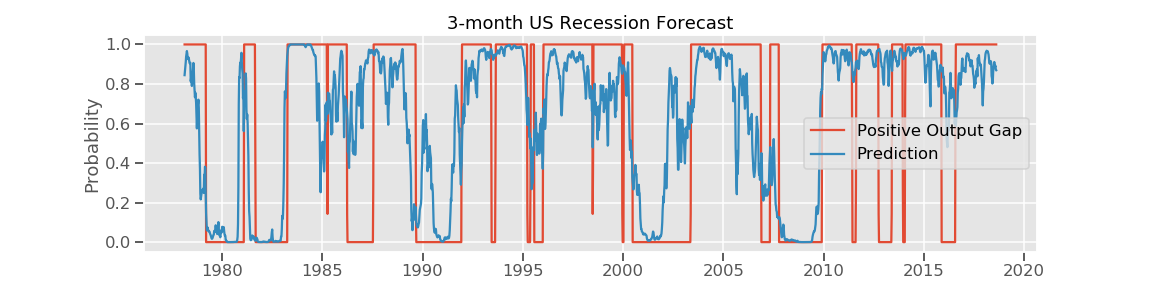 3-month US Recession Forecast
Probability
1.0
0.8
0.6
0.4
0.2
0.0
Positive Output Gap
Prediction
1980 1985 1990 1995 2000 2005 2010 2015 2020